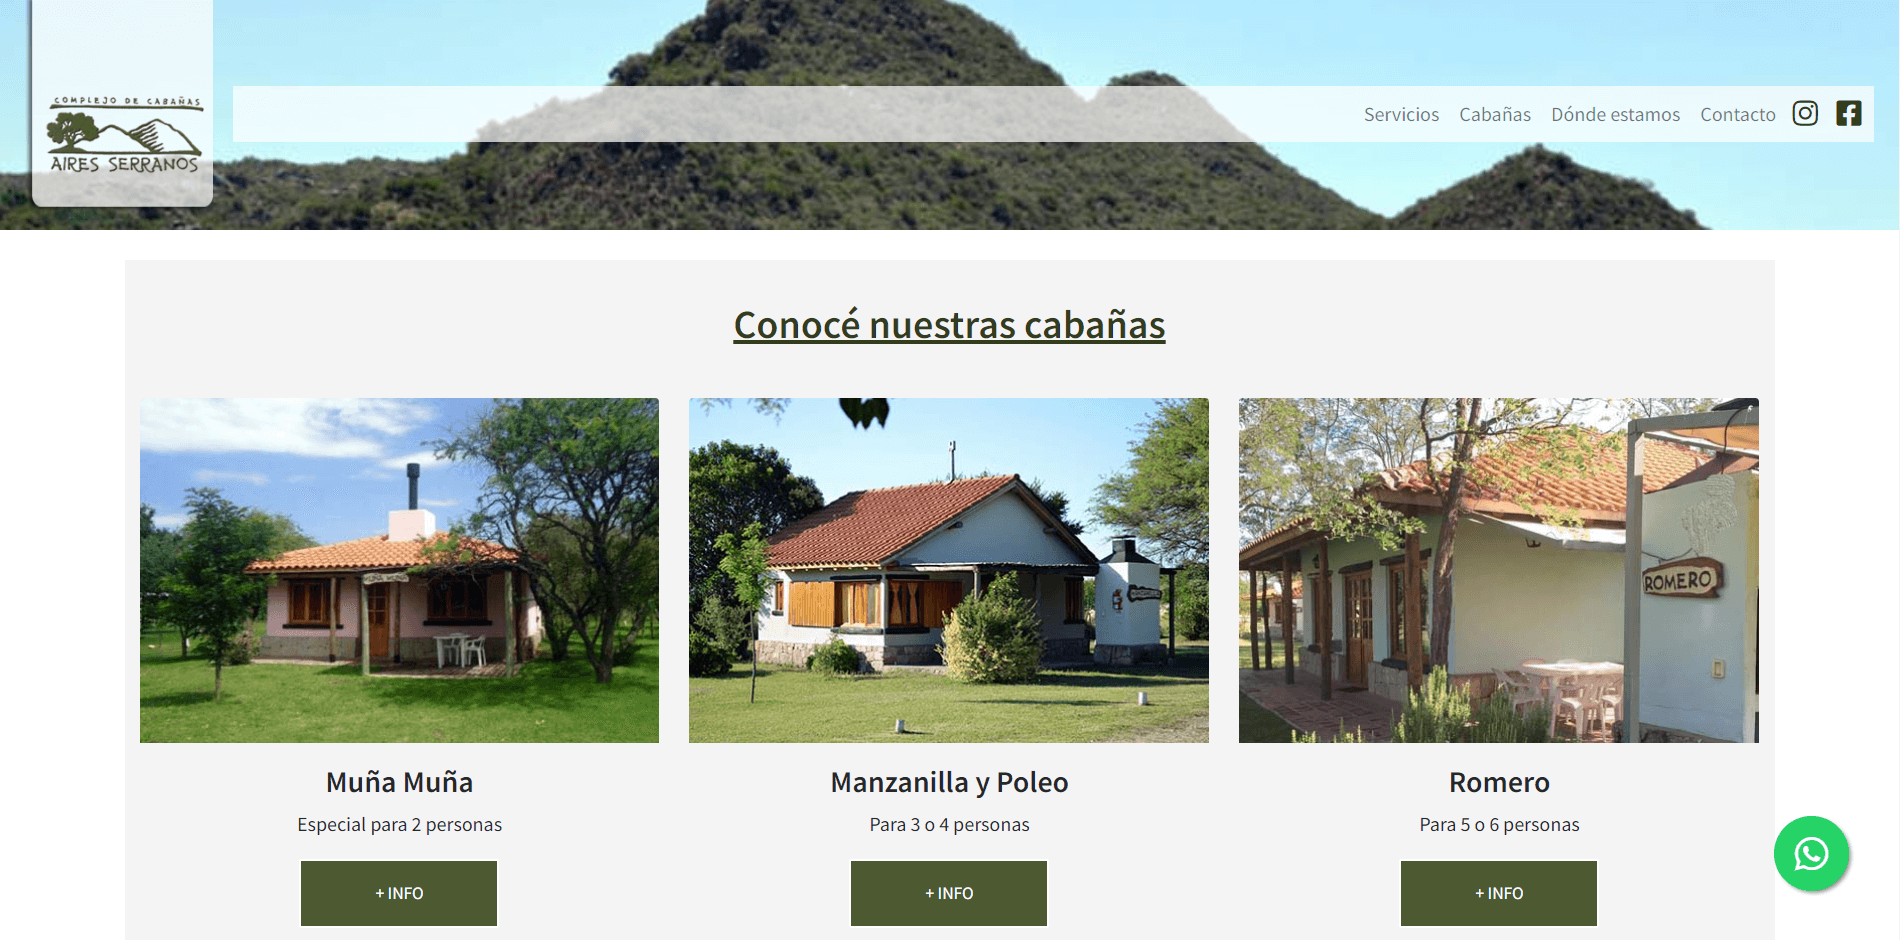 COMPLEJO DE CABAÑAS
AIRES SERRANOS
Servicios Cabañas Dónde estamos Contacto
Conocé nuestras cabañas
MUÑA MUÑA
ROMERO
Muña Muña
Especial para 2 personas
+ INFO
Manzanilla y Poleo
Para 3 o 4 personas
+ INFO
Romero
Para 5 o 6 personas
+ INFO